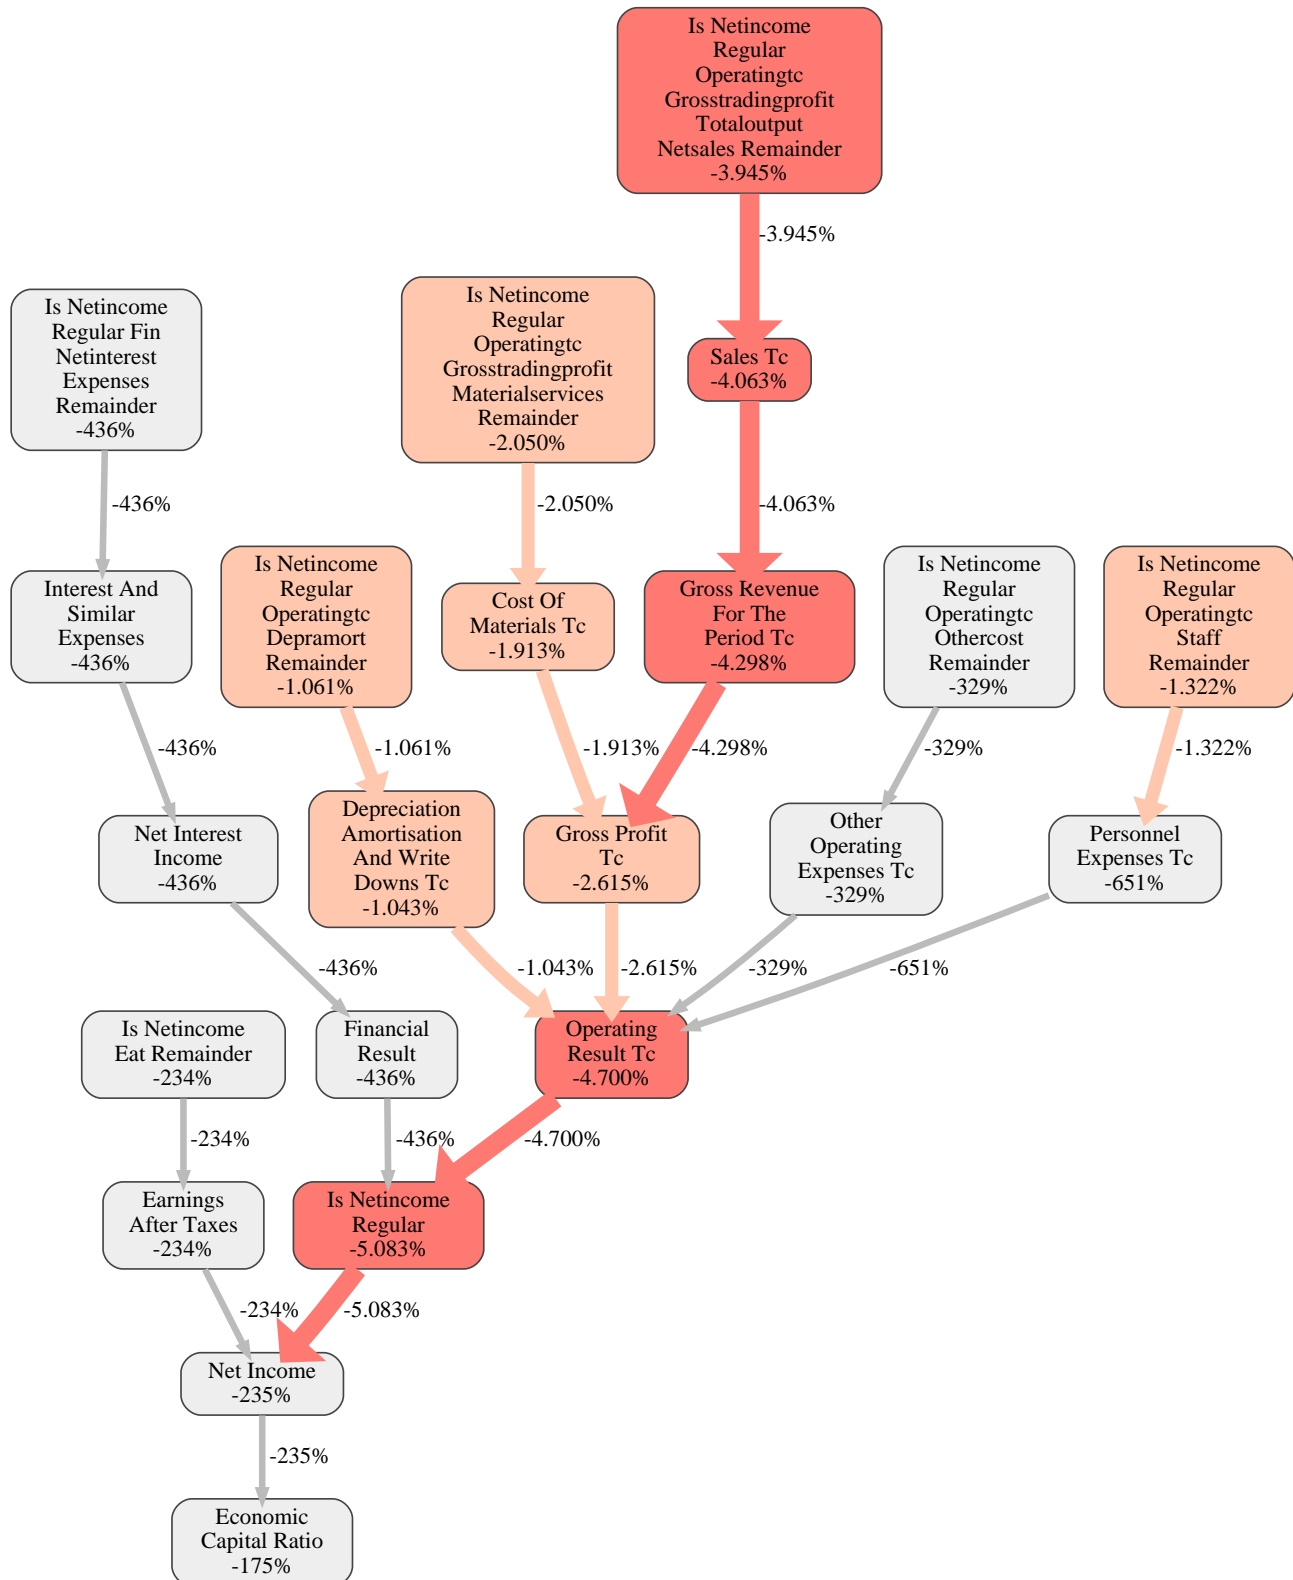 Is Netincome
Regular
Operatingtc
Grosstradingprofit
Totaloutput
Netsales Remainder
-3.945%
-3.945%
Is Netincome
Regular Fin
Netinterest
Expenses
Remainder
-436%
Is Netincome
Regular
Operatingtc
Grosstradingprofit
Materialservices
Remainder
-2.050%
Sales Tc
-4.063%
-436%
-2.050%
-4.063%
Interest And
Similar
Expenses
-436%
Is Netincome
Regular
Operatingtc
Depramort
Remainder
-1.061%
Cost Of
Materials Tc
-1.913%
Gross Revenue
For The
Period Tc
-4.298%
Is Netincome
Regular
Operatingtc
Othercost
Remainder
-329%
Is Netincome
Regular
Operatingtc
Staff
Remainder
-1.322%
-436%
-1.061%
-1.913%
-4.298%
-329%
-1.322%
Net Interest
Income
-436%
Depreciation
Amortisation
And Write
Downs Tc
-1.043%
Gross Profit
Tc
-2.615%
Other
Operating
Expenses Tc
-329%
Personnel
Expenses Tc
-651%
-436%
-1.043%
-2.615%
-329%
-651%
Is Netincome
Eat Remainder
-234%
Financial
Result
-436%
Operating
Result Tc
-4.700%
-234%
-436%
-4.700%
Earnings
After Taxes
-234%
Is Netincome
Regular
-5.083%
-234%
-5.083%
Net Income
-235%
-235%
Economic
Capital Ratio
-175%